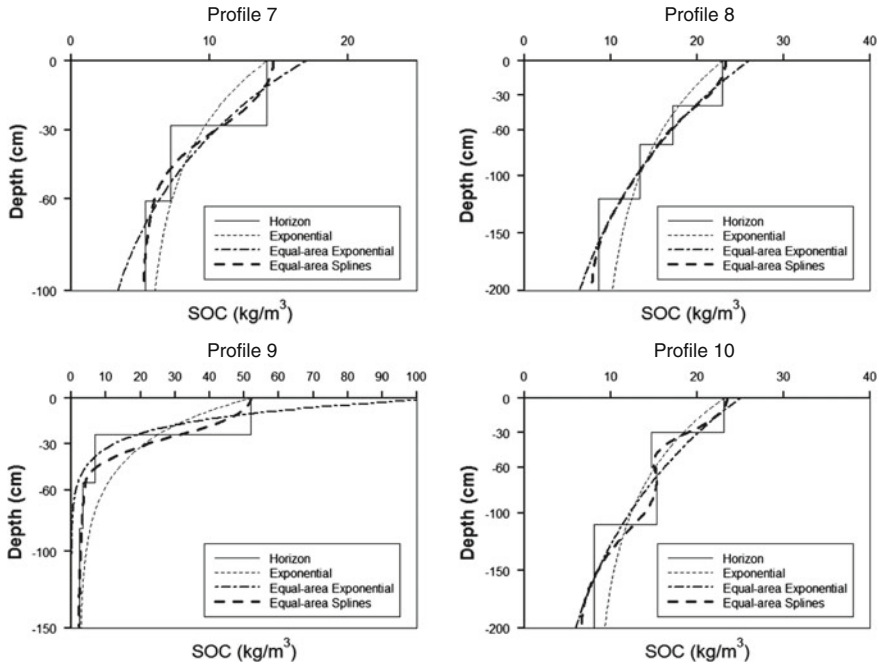 Profile 7
0 10 20
0
-30
-60
-100
Depth (cm)
Horizon
Exponential
Equal-area Exponential
Equal-area Splines
SOC (kg/m³)
Profile 8
0 10 20 30 40
0
-30
-60
-100
-150
-200
Depth (cm)
Horizon
Exponential
Equal-area Exponential
Equal-area Splines
SOC (kg/m³)
Profile 9
0 10 20 30 40 50 60 70 80 90 100
0
-30
-60
-100
-150
Depth (cm)
Horizon
Exponential
Equal-area Exponential
Equal-area Splines
SOC (kg/m³)
Profile 10
0 10 20 30 40
0
-30
-60
-100
-150
-200
Depth (cm)
Horizon
Exponential
Equal-area Exponential
Equal-area Splines
SOC (kg/m³)